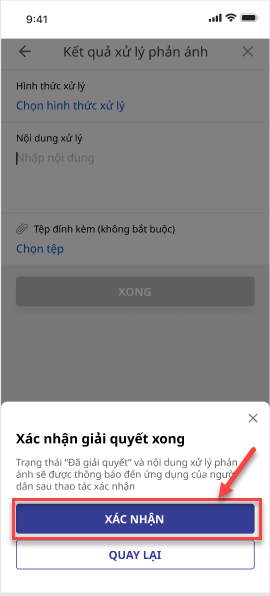 9:41
Kết quả xử lý phản ánh
Hình thức xử lý
Chọn hình thức xử lý
Nội dung xử lý
Nhập nội dung
Tệp đính kèm (không bắt buộc)
Chọn tệp
XONG
Xác nhận giải quyết xong
Trạng thái “Đã giải quyết” và nội dung xử lý phản
ánh sẽ được thông báo đến ứng dụng của người
dân sau thao tác xác nhận
XÁC NHẬN
QUAY LẠI